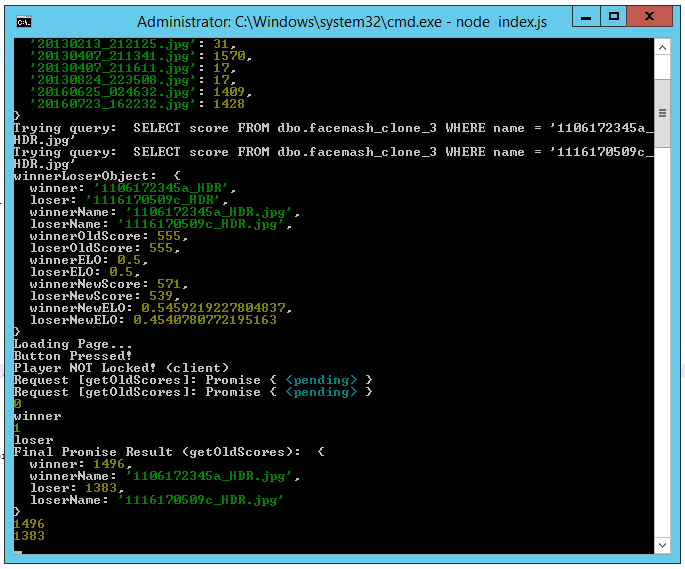 Administrator: C:\Windows\system32\cmd.exe - node  index.js
'20130213_212125.jpg': 31,
'20130407_211341.jpg': 1570,
'20130407_211611.jpg': 17,
'20130824_223508.jpg': 17,
'20160625_024632.jpg': 1409,
'20160723_162232.jpg': 1428
}
Trying query:  SELECT score FROM dbo.facemash_clone_3 WHERE name = '1106172345a_
HDR.jpg'
Trying query:  SELECT score FROM dbo.facemash_clone_3 WHERE name = '1116170509c_
HDR.jpg'
winnerLoserObject:  {
  winner: '1106172345a_HDR',
  loser: '1116170509c_HDR',
  winnerName: '1106172345a_HDR.jpg',
  loserName: '1116170509c_HDR.jpg',
  winnerOldScore: 555,
  loserOldScore: 555,
  winnerELO: 0.5,
  loserELO: 0.5,
  winnerNewScore: 571,
  loserNewScore: 539,
  winnerNewELO: 0.5459219227804837,
  loserNewELO: 0.4540780772195163
}
Loading Page...
Button Pressed!
Player NOT Locked! (client)
Request [getOldScores]: Promise { <pending> }
Request [getOldScores]: Promise { <pending> }
0
winner
1
loser
Final Promise Result (getOldScores):  {
  winner: 1496,
  winnerName: '1106172345a_HDR.jpg',
  loser: 1383,
  loserName: '1116170509c_HDR.jpg'
}
1496
1383